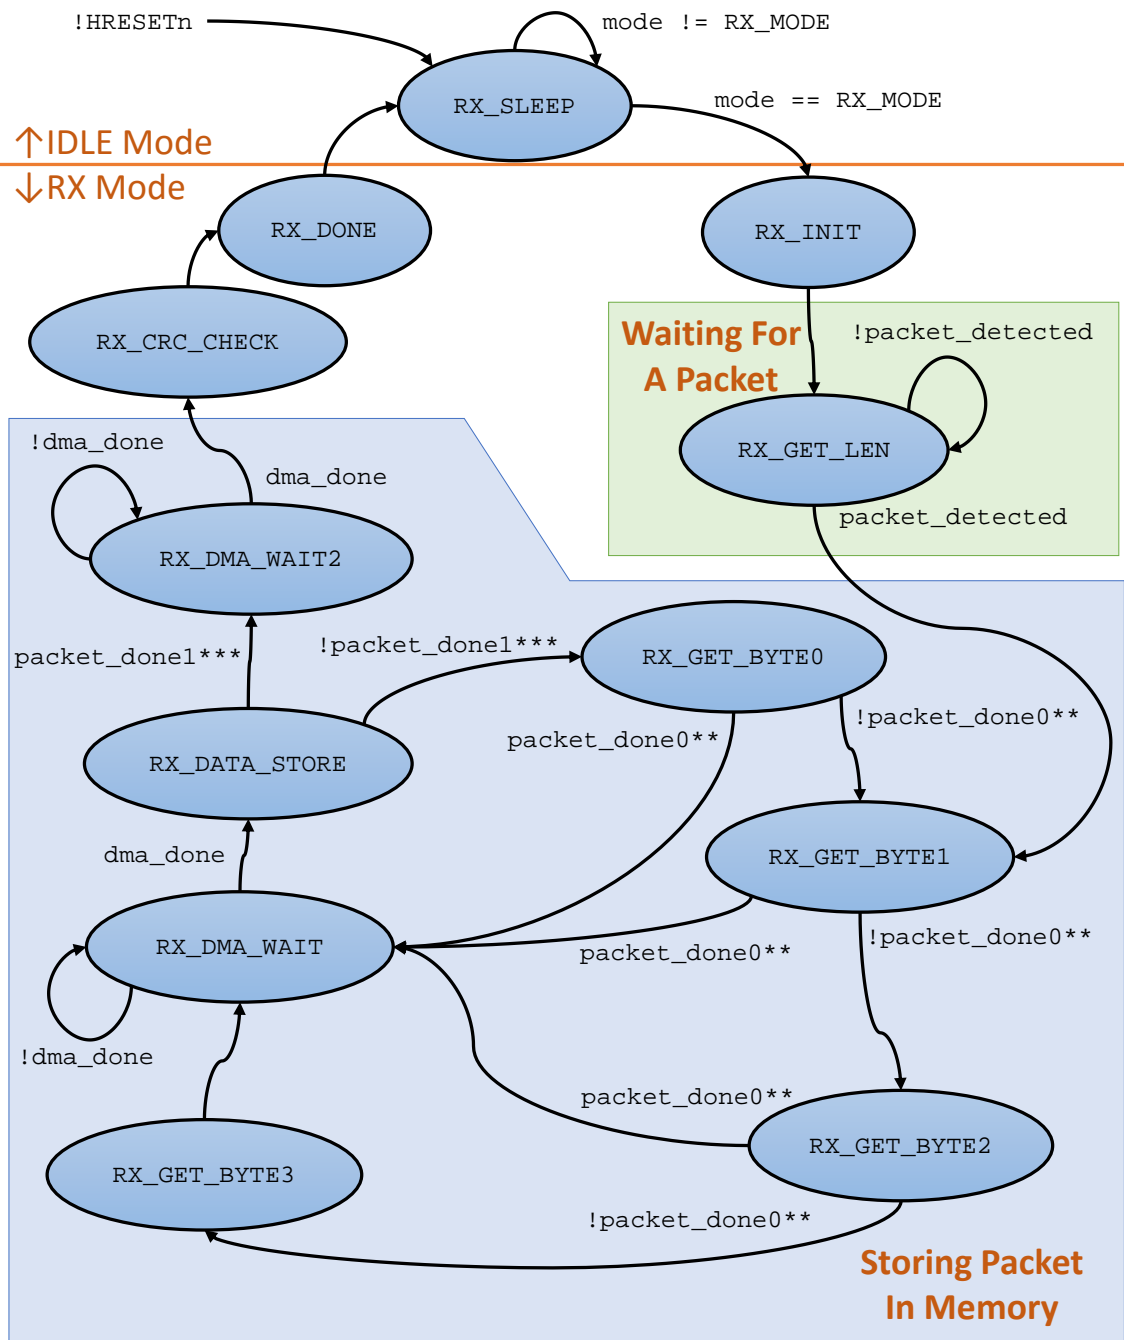 !HRESETn
mode != RX_MODE
RX_SLEEP
mode == RX_MODE
↑IDLE Mode
↓RX Mode
RX_DONE
RX_INIT
RX_CRC_CHECK
Waiting For
A Packet
!packet_detected
RX_GET_LEN
packet_detected
!dma_done
dma_done
RX_DMA_WAIT2
packet_done1***
!packet_done1***
RX_GET_BYTE0
packet_done0**
!packet_done0**
RX_DATA_STORE
dma_done
RX_GET_BYTE1
RX_DMA_WAIT
packet_done0**
!packet_done0**
!dma_done
packet_done0**
RX_GET_BYTE2
RX_GET_BYTE3
!packet_done0**
Storing Packet
In Memory